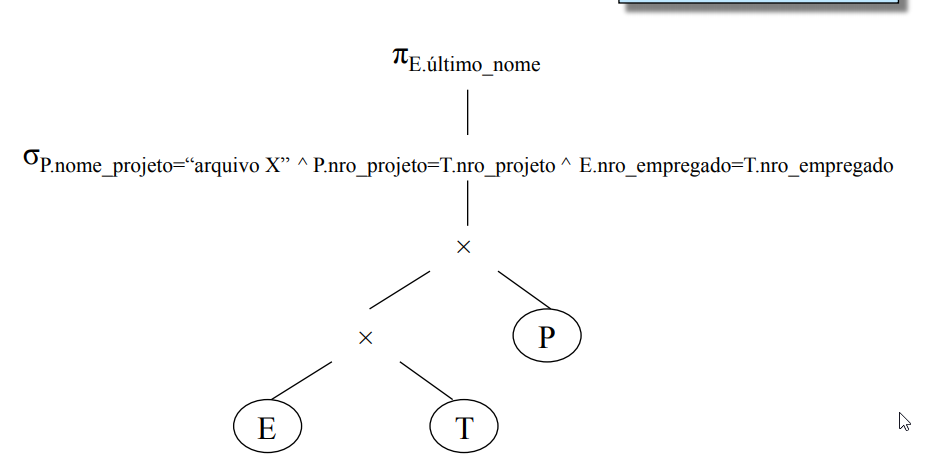 πE.último_nome
σP.nome_projeto=“arquivo X” ^ P.nro_projeto=T.nro_projeto ^ E.nro_empregado=T.nro_empregado
×
×
P
E
T